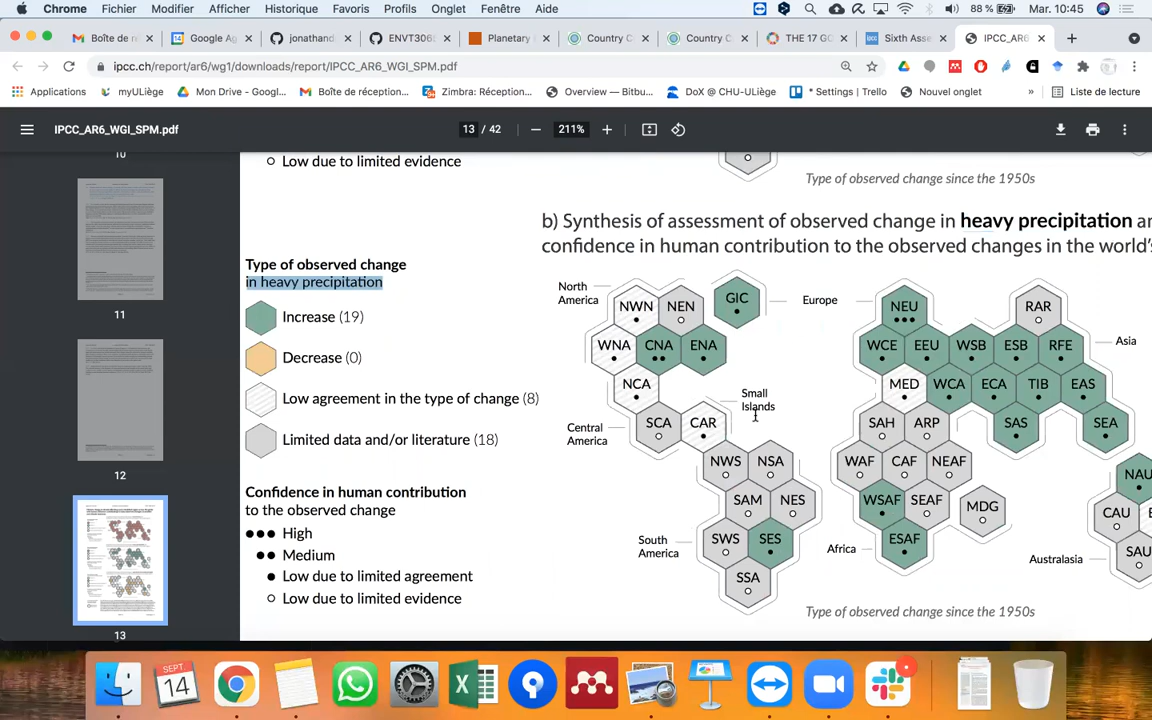 Chrome Fichier Modifier Affichage Historique Favoris Profils Onglet Fenêtre Aide 88 % Mar. 10:45
Boîte de r Google Ag jonathand ENVT306 Planetary Country C Country C THE 17 GO Sixth Asse IPCC_AR6
ipcc.ch/report/ar6/wg1/downloads/report/IPCC_AR6_WGI_SPM.pdf
Applications myULiège Mon Drive - Googl... Boîte de réception... Zimbra: Réception... Overview — Bitbu... DoX @ CHU-ULiège * Settings | Trello Nouvel onglet » Liste de lecture
IPCC_AR6_WGI_SPM.pdf 13 / 42 — 211% +
10
11
12
13
Low due to limited evidence
Type of observed change since the 1950s
b) Synthesis of assessment of observed change in heavy precipitation an
confidence in human contribution to the observed changes in the world's
Type of observed change
in heavy precipitation
Increase (19)
Decrease (0)
Low agreement in the type of change (8)
Limited data and/or literature (18)
Confidence in human contribution
to the observed change
High
Medium
Low due to limited agreement
Low due to limited evidence
North
America
NWN NEN GIC
WNA CNA ENA
NCA
Small
Islands
Central
America
SCA CAR
NWS NSA
SAM NES
South
America
SWS SES
SSA
Europe
NEU RAR
WCE EEU WSB ESB RFE
Asia
MED WCA ECA TIB EAS
SAH ARP SAS SEA
WAF CAF NEAF
WSAF SEAF MDG
Africa
ESAF
NAU
CAU
Australasia
SAU
Type of observed change since the 1950s
SEPT.
14